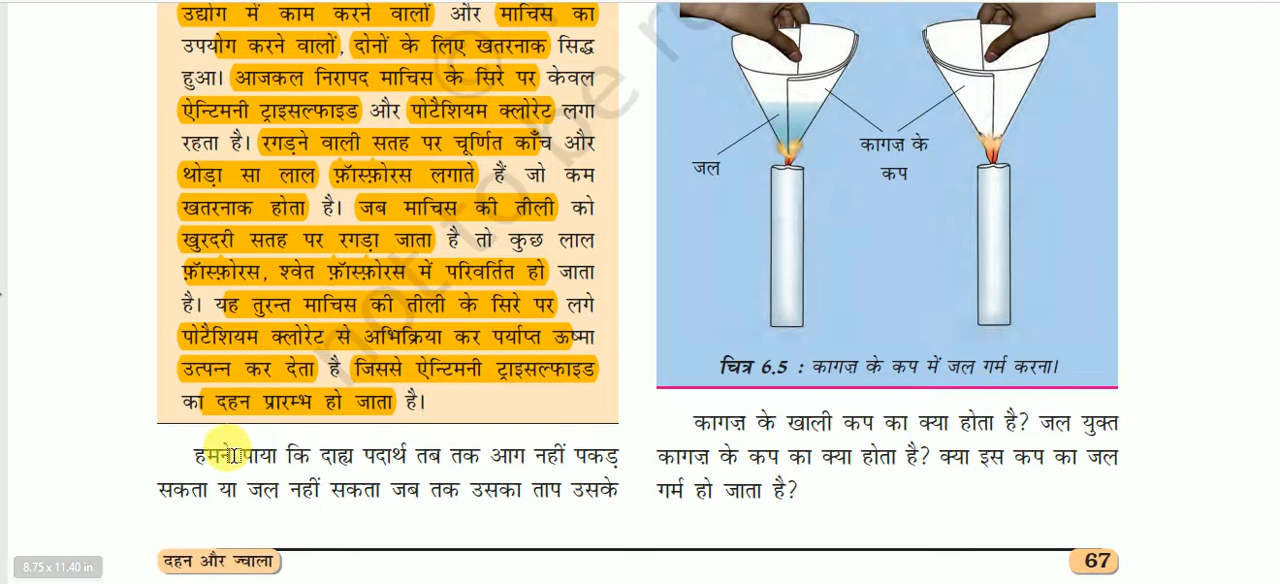 उद्योग में काम करने वालों और माचिस का
उपयोग करने वालों, दोनों के लिए खतरनाक सिद्ध
हुआ। आजकल निरापद माचिस के सिरे पर केवल
ऐन्टिमनी ट्राइसल्फाइड और पोटैशियम क्लोरेट लगा
रहता है। रगड़ने वाली सतह पर चूर्णित काँच और
थोड़ा सा लाल फ़ॉस्फ़ोरस लगाते हैं जो कम
खतरनाक होता है। जब माचिस की तीली को
खुरदरी सतह पर रगड़ा जाता है तो कुछ लाल
फ़ॉस्फ़ोरस, श्वेत फ़ॉस्फ़ोरस में परिवर्तित हो जाता
है। यह तुरन्त माचिस की तीली के सिरे पर लगे
पोटैशियम क्लोरेट से अभिक्रिया कर पर्याप्त ऊष्मा
उत्पन्न कर देता है जिससे ऐन्टिमनी ट्राइसल्फाइड
का दहन प्रारम्भ हो जाता है।
हमने पाया कि दाह्य पदार्थ तब तक आग नहीं पकड़
सकता या जल नहीं सकता जब तक उसका ताप उसके
जल
कागज़ के
कप
चित्र 6.5 : कागज़ के कप में जल गर्म करना।
कागज़ के खाली कप का क्या होता है? जल युक्त
कागज़ के कप का क्या होता है? क्या इस कप का जल
गर्म हो जाता है?
दहन और ज्वाला
67
8.75 x 11.40 in